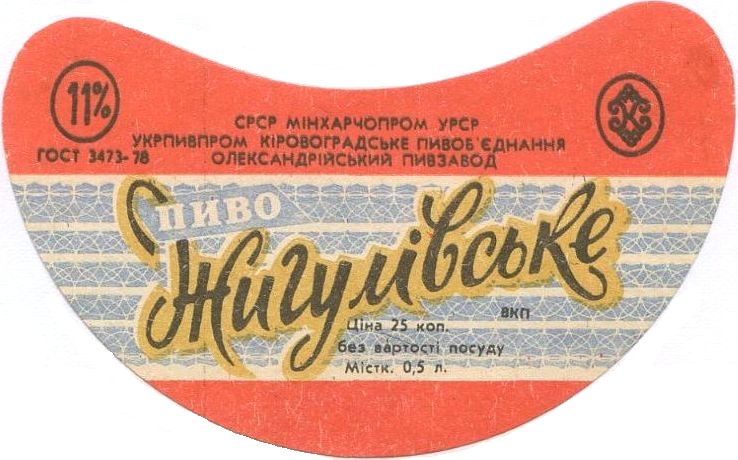 11%
ГОСТ 3473-78
СРСР МІНХАРЧОПРОМ УРСР
УКРПИВПРОМ КІРОВОГРАДСЬКЕ ПИВОБ'ЄДНАННЯ
ОЛЕКСАНДРІЙСЬКИЙ ПИВЗАВОД
ПИВО
Жигулівське
ВКП
Ціна 25 коп.
без вартості посуду
Містк. 0,5 л.